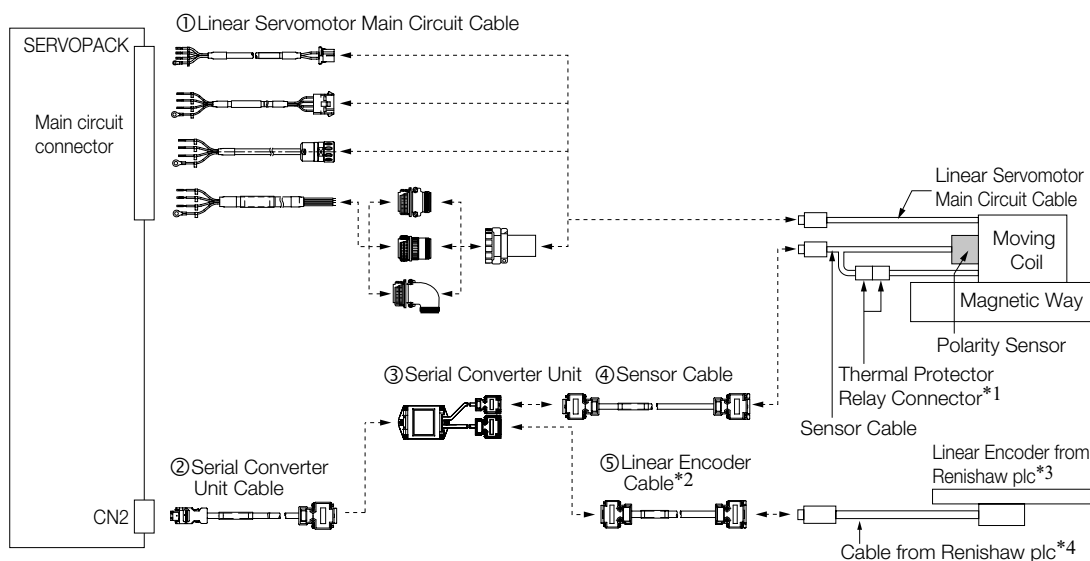 ①Linear Servomotor Main Circuit Cable
SERVOPACK
Main circuit
connector
Linear Servomotor
Main Circuit Cable
Moving
Coil
Magnetic Way
Polarity Sensor
Thermal Protector
Relay Connector*1
Sensor Cable
③Serial Converter Unit
④Sensor Cable
②Serial Converter
Unit Cable
CN2
⑤Linear Encoder
Cable*2
Linear Encoder from
Renishaw plc*3
Cable from Renishaw plc*4